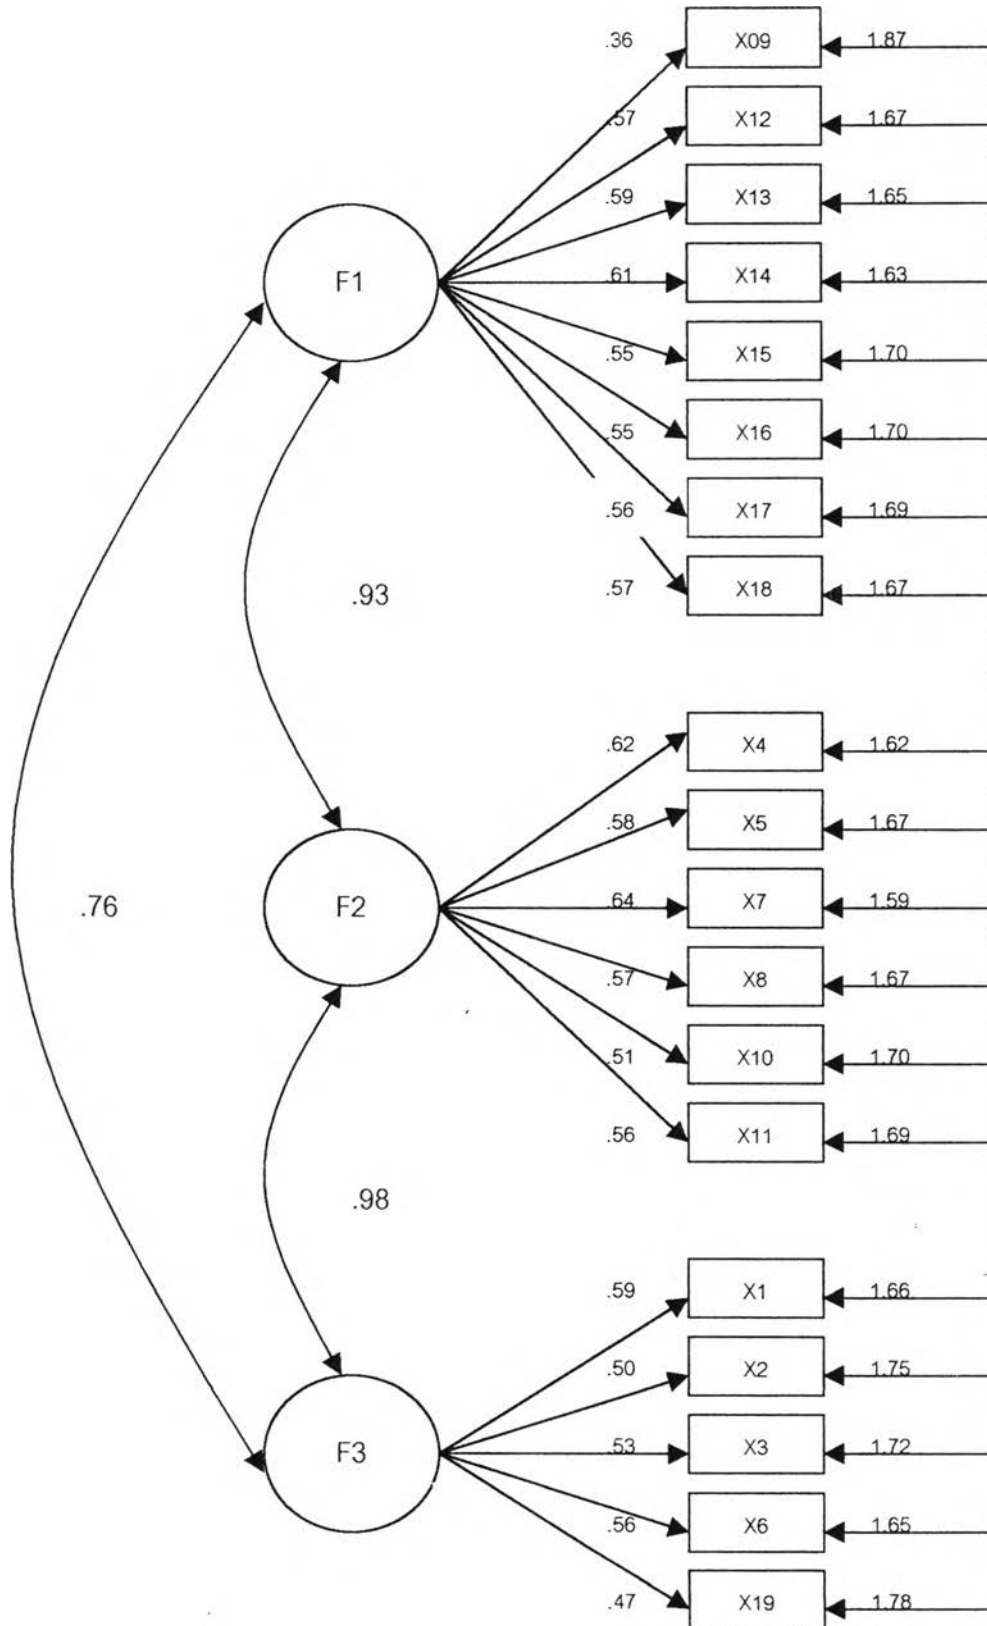 .36 X09 1.87
.57 X12 1.67
.59 X13 1.65
F1
.61 X14 1.63
.55 X15 1.70
.55 X16 1.70
.56 X17 1.69
.57 X18 1.67
.93
.62 X4 1.62
.58 X5 1.67
.76
F2
.64 X7 1.59
.57 X8 1.67
.51 X10 1.70
.56 X11 1.69
.98
.59 X1 1.66
.50 X2 1.75
F3
.53 X3 1.72
.56 X6 1.65
.47 X19 1.78